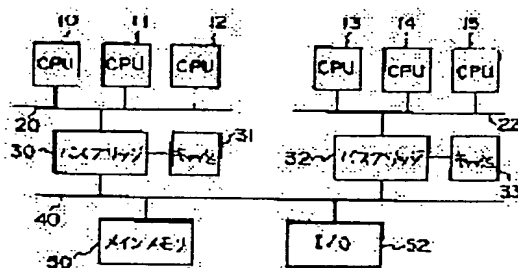 10 11 12 13 14 15
CPU CPU CPU CPU CPU CPU
20 22
30 バスブリッジ キャッシュ 31 32 バスブリッジ キャッシュ 33
40
50 メインメモリ I/O 52